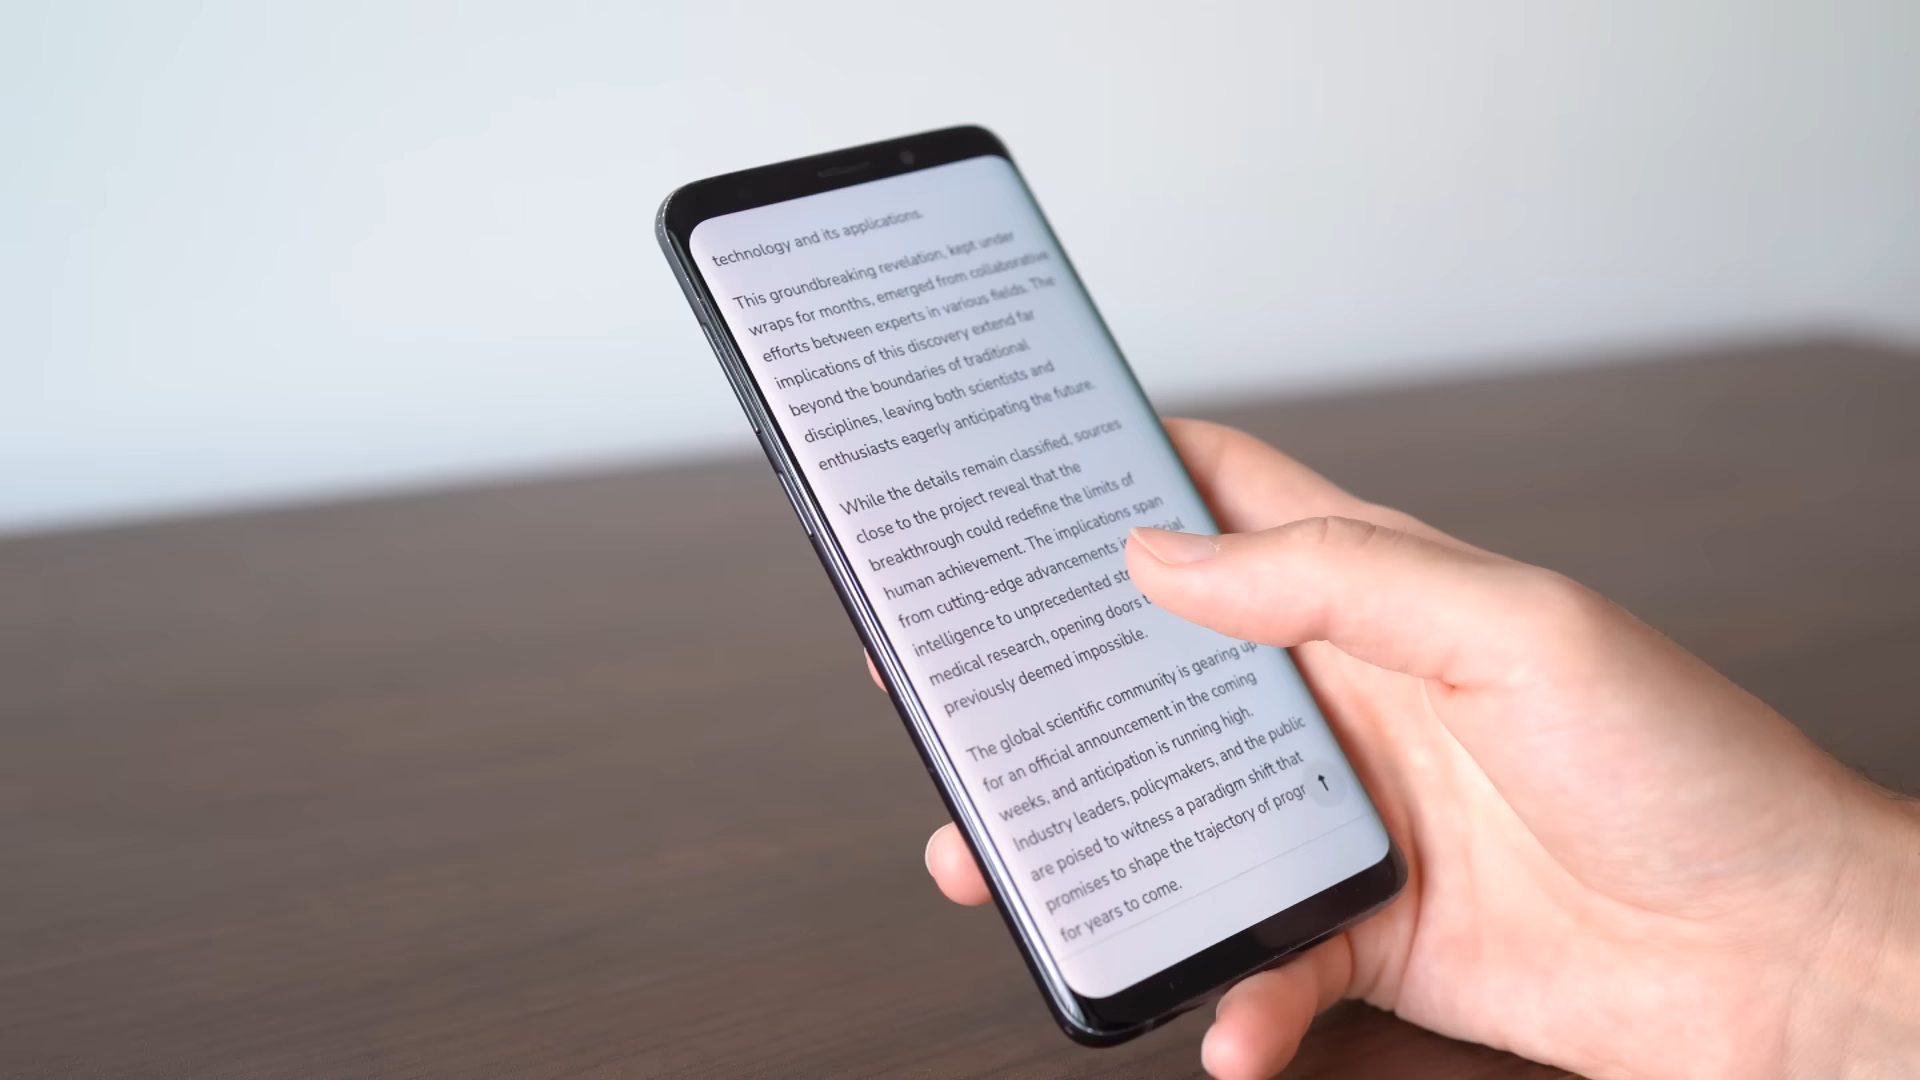 technology and its applications.
This groundbreaking revelation, kept under
wraps for months, emerged from collaborative
efforts between experts in various fields. The
implications of this discovery extend far
beyond the boundaries of traditional
disciplines, leaving both scientists and
enthusiasts eagerly anticipating the future.
While the details remain classified, sources
close to the project reveal that the
breakthrough could redefine the limits of
human achievement. The implications span
from cutting-edge advancements
intelligence to unprecedented
medical research, opening doors
previously deemed impossible.
The global scientific community is gearing up
for an official announcement in the coming
weeks, and anticipation is running high.
Industry leaders, policymakers, and the public
are poised to witness a paradigm shift that
promises to shape the trajectory of progr
for years to come.